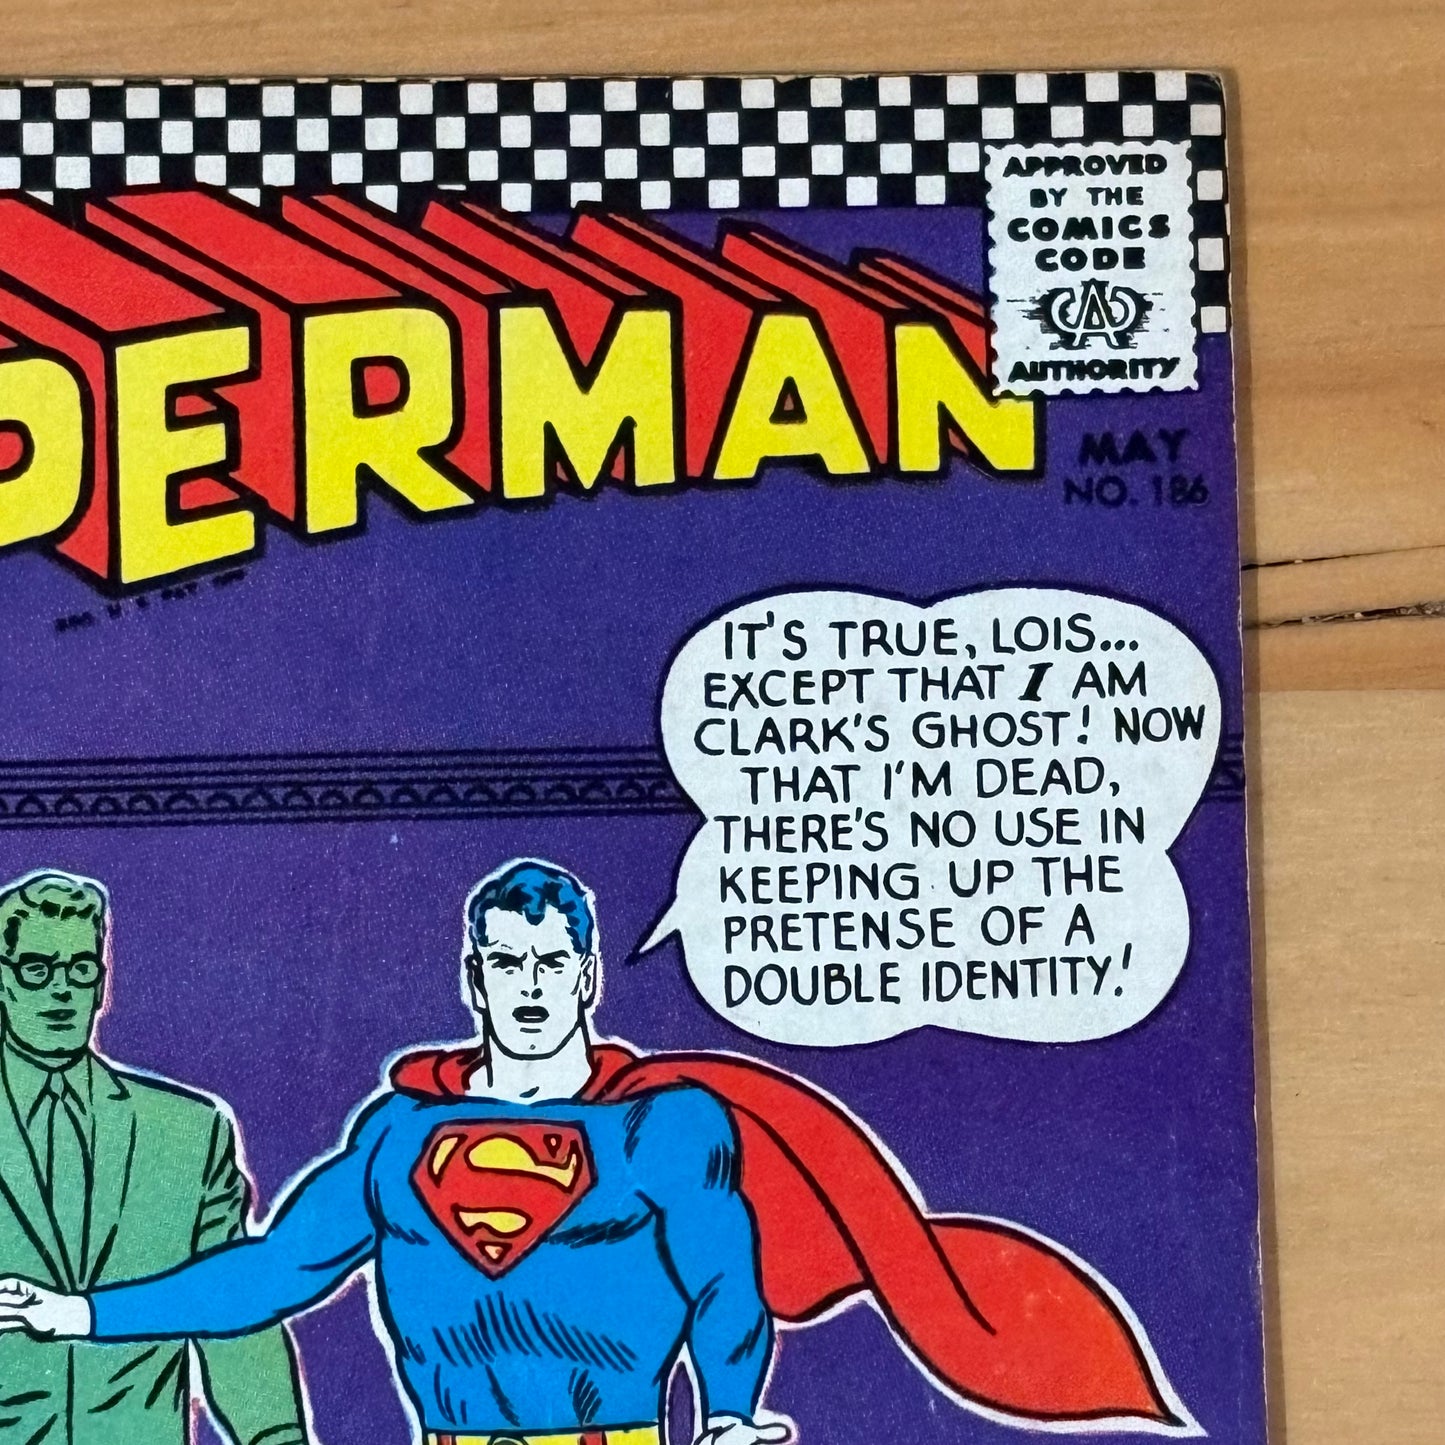 APPROVED
BY THE
COMICS
CODE
AUTHORITY
PERMAN
MAY
NO. 186
IT'S TRUE, LOIS...
EXCEPT THAT I AM
CLARK'S GHOST! NOW
THAT I'M DEAD,
THERE'S NO USE IN
KEEPING UP THE
PRETENSE OF A
DOUBLE IDENTITY!
S